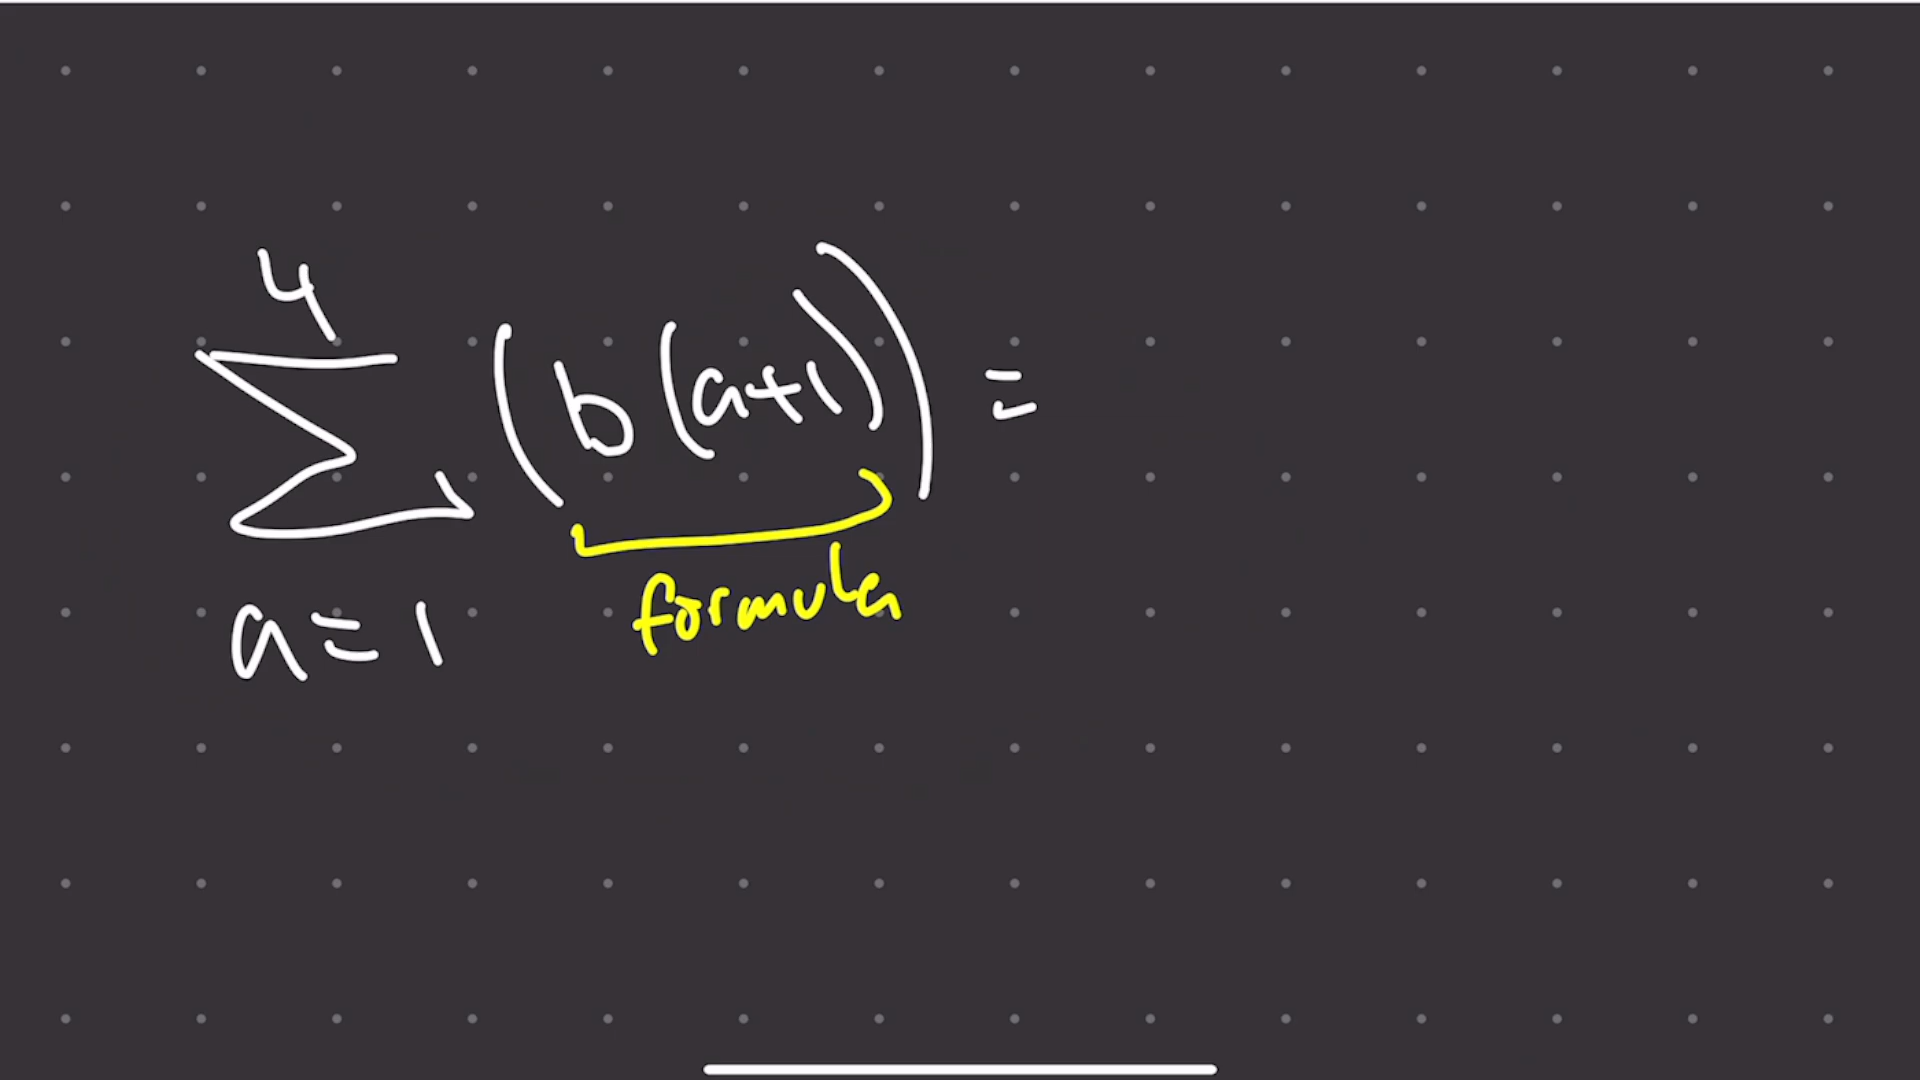 4
∑ (b(a+1)) =
a=1
formula